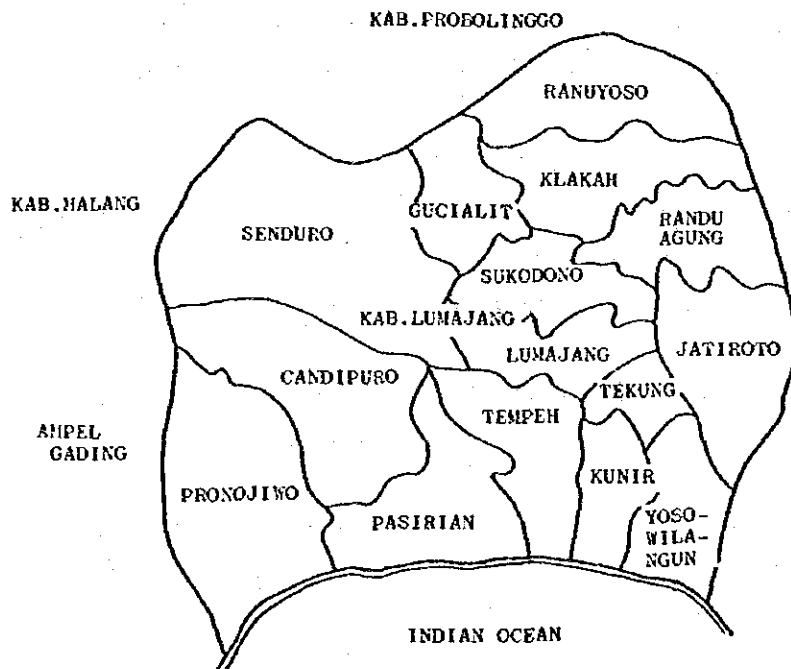 KAB.PROBOLINGGO
RANUYOSO
KAB.MALANG
KLAKAH
GUCIALIT
RANDU
AGUNG
SENDURO
SUKODONO
KAB.LUMAJANG
LUMAJANG
JATIROTO
CANDIPURO
TEKUNG
TEMPEH
AMPEL
GADING
KUNIR
PRONOJIWO
PASIRIAN
YOSO-
WILA-
NGUN
INDIAN OCEAN